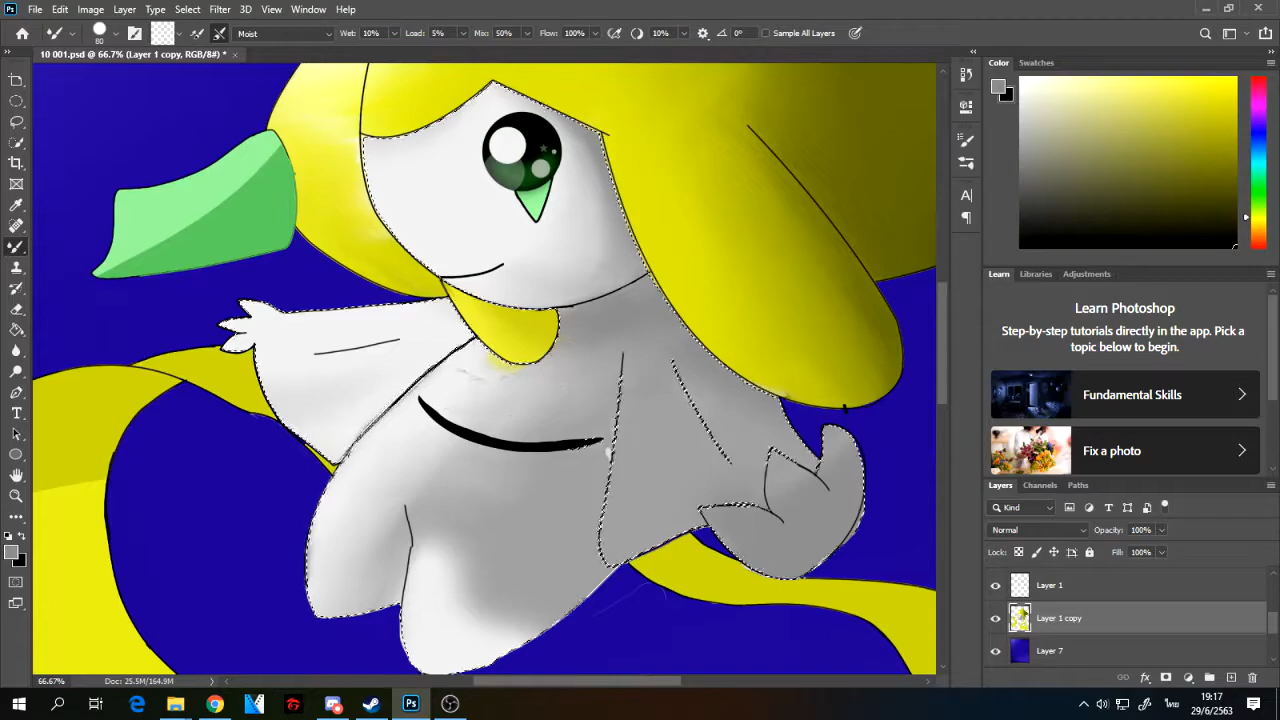 Ps File Edit Image Layer Type Select Filter 3D View Window Help
80 Moist Wet: 10% Load: 5% Mix: 50% Flow: 100% 10% 0° Sample All Layers
10 001.psd @ 66.7% (Layer 1 copy, RGB/8#) * ×
Color Swatches
Learn Libraries Adjustments
Learn Photoshop
Step-by-step tutorials directly in the app. Pick a
topic below to begin.
Fundamental Skills
Fix a photo
Layers Channels Paths
Kind
Normal Opacity: 100%
Lock: Fill: 100%
Layer 1
Layer 1 copy
Layer 7
66.67% Doc: 25.5M/164.9M
Ps
19:17
29/6/2563